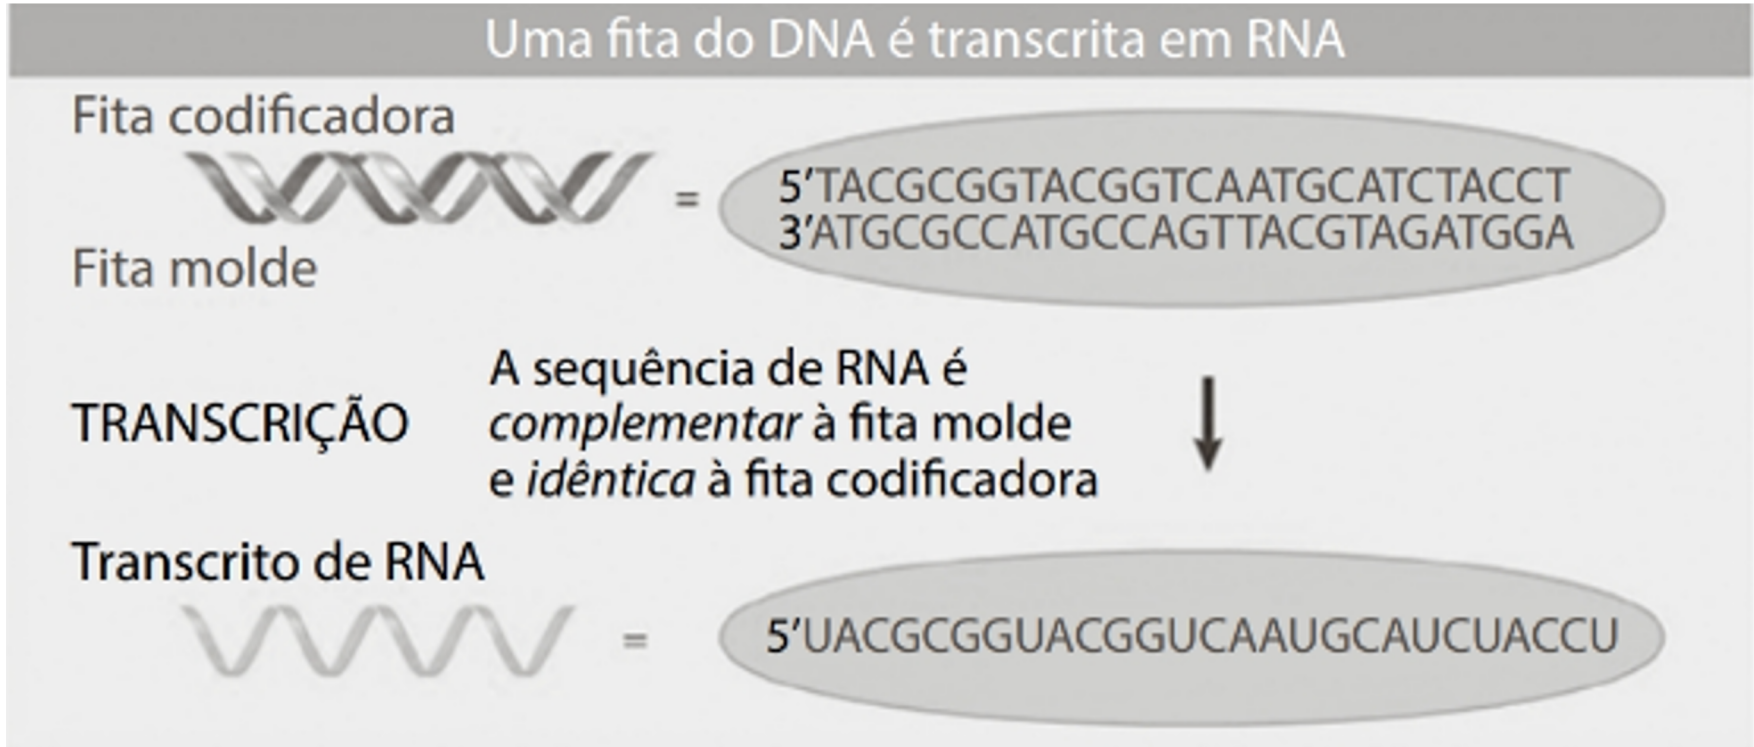 Uma fita do DNA é transcrita em RNA
Fita codificadora
=
5’TACGCGGTACGGTCAATGCATCTACCT
3’ATGCGCCATGCCAGTTACGTAGATGGA
Fita molde
TRANSCRIÇÃO
A sequência de RNA é
complementar à fita molde
e idêntica à fita codificadora
Transcrito de RNA
=
5’UACGCGGUACGGUCAAUGCAUCUACCU